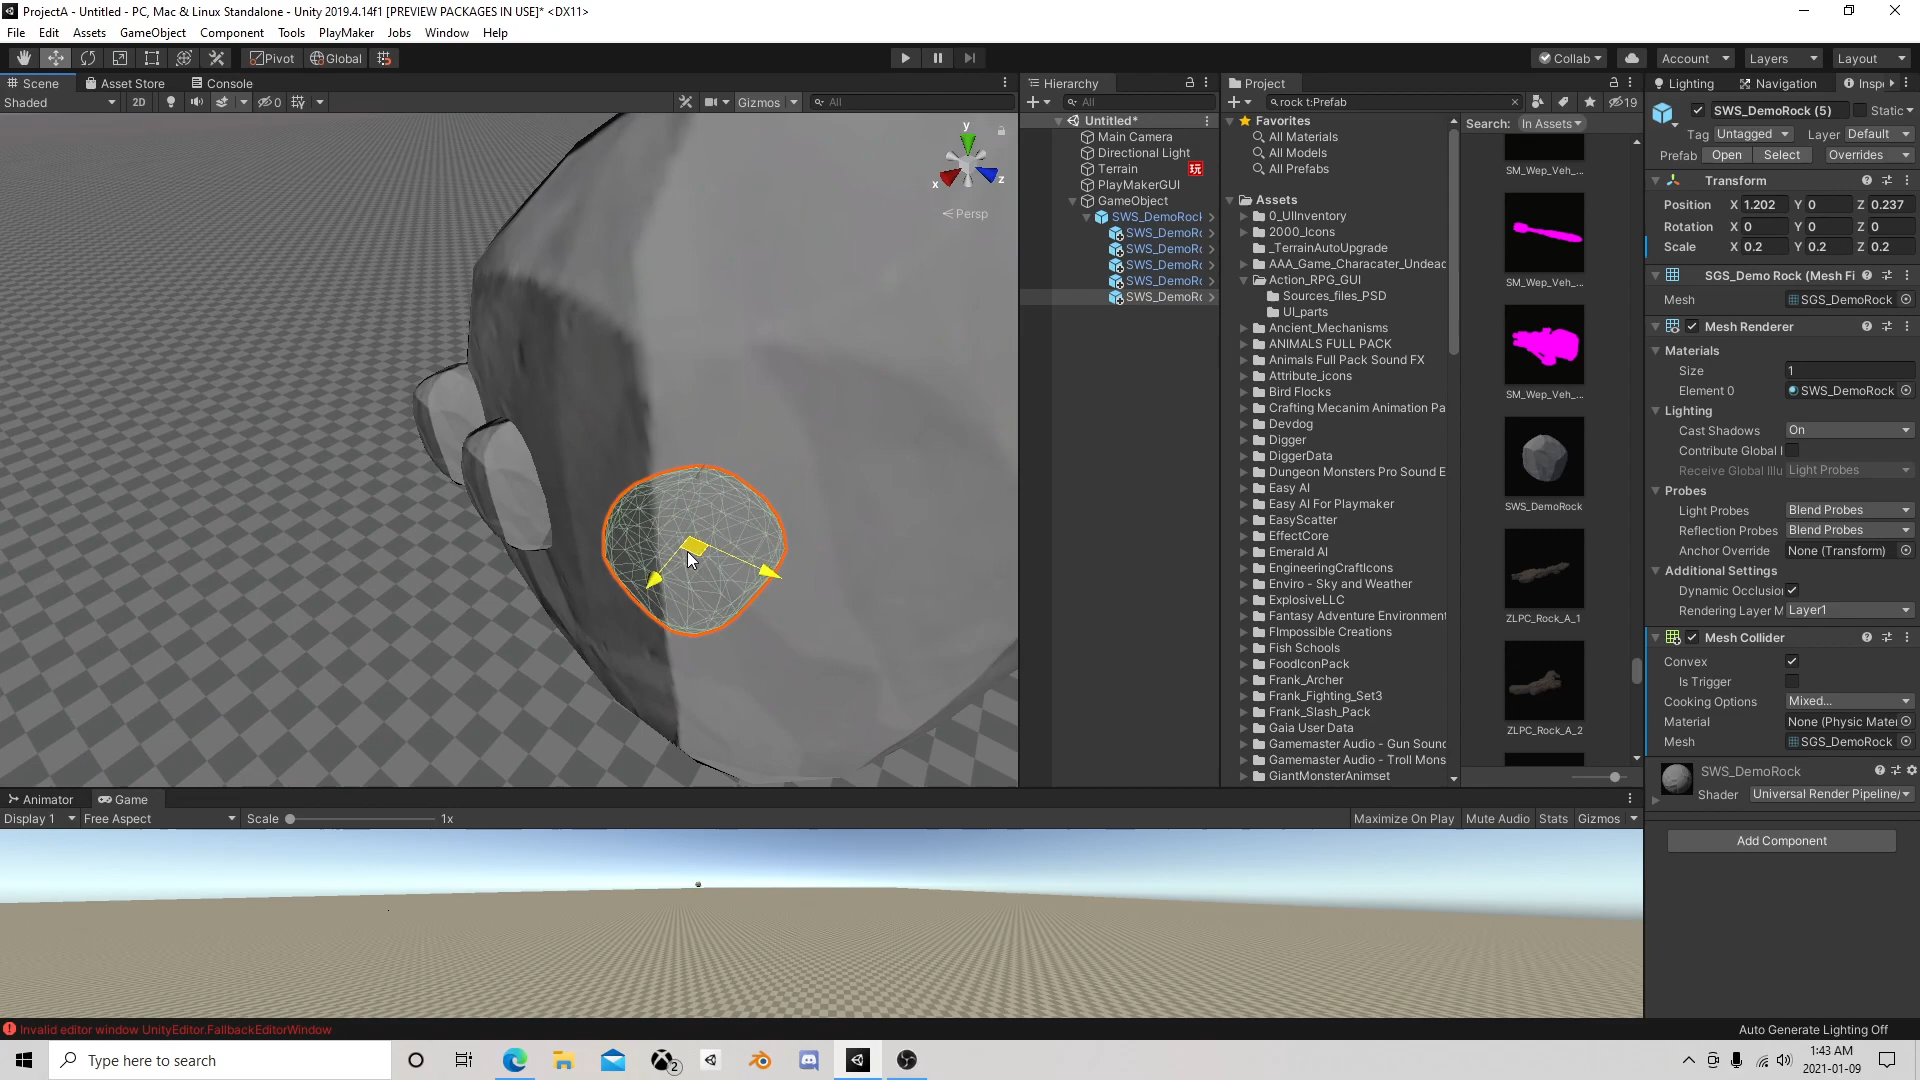 ProjectA - Untitled - PC, Mac & Linux Standalone - Unity 2019.4.14f1 [PREVIEW PACKAGES IN USE]* <DX11>
File Edit Assets GameObject Component Tools PlayMaker Jobs Window Help
Pivot Global Collab Account Layers Layout
Scene Asset Store Console
Shaded 2D 0 Gizmos All
y
x
z
Persp
Hierarchy
All
Untitled*
Main Camera
Directional Light
Terrain 玩
PlayMakerGUI
GameObject
SWS_DemoRock
SWS_DemoRo
SWS_DemoRo
SWS_DemoRo
SWS_DemoRo
SWS_DemoRo
Project
rock t:Prefab 19
Favorites
All Materials
All Models
All Prefabs
Assets
0_UIInventory
2000_Icons
_TerrainAutoUpgrade
AAA_Game_Characater_Undead
Action_RPG_GUI
Sources_files_PSD
UI_parts
Ancient_Mechanisms
ANIMALS FULL PACK
Animals Full Pack Sound FX
Attribute_icons
Bird Flocks
Crafting Mecanim Animation Pa
Devdog
Digger
DiggerData
Dungeon Monsters Pro Sound E
Easy AI
Easy AI For Playmaker
EasyScatter
EffectCore
Emerald AI
EngineeringCraftIcons
Enviro - Sky and Weather
ExplosiveLLC
Fantasy Adventure Environment
FImpossible Creations
Fish Schools
FoodIconPack
Frank_Archer
Frank_Fighting_Set3
Frank_Slash_Pack
Gaia User Data
Gamemaster Audio - Gun Sound
Gamemaster Audio - Troll Mons
GiantMonsterAnimset
Search: In Assets
SM_Wep_Veh_...
SM_Wep_Veh_...
SM_Wep_Veh_...
SWS_DemoRock
ZLPC_Rock_A_1
ZLPC_Rock_A_2
Lighting Navigation Inspe
SWS_DemoRock (5) Static
Tag Untagged Layer Default
Prefab Open Select Overrides
Transform
Position X 1.202 Y 0 Z 0.237
Rotation X 0 Y 0 Z 0
Scale X 0.2 Y 0.2 Z 0.2
SGS_Demo Rock (Mesh Fi
Mesh SGS_DemoRock
Mesh Renderer
Materials
Size 1
Element 0 SWS_DemoRock
Lighting
Cast Shadows On
Contribute Global I
Receive Global Illu Light Probes
Probes
Light Probes Blend Probes
Reflection Probes Blend Probes
Anchor Override None (Transform)
Additional Settings
Dynamic Occlusion
Rendering Layer M Layer1
Mesh Collider
Convex
Is Trigger
Cooking Options Mixed...
Material None (Physic Mater
Mesh SGS_DemoRock
SWS_DemoRock
Shader Universal Render Pipeline/
Add Component
Animator Game
Display 1 Free Aspect Scale 1x Maximize On Play Mute Audio Stats Gizmos
Invalid editor window UnityEditor.FallbackEditorWindow
Auto Generate Lighting Off
Type here to search
2
1:43 AM
2021-01-09